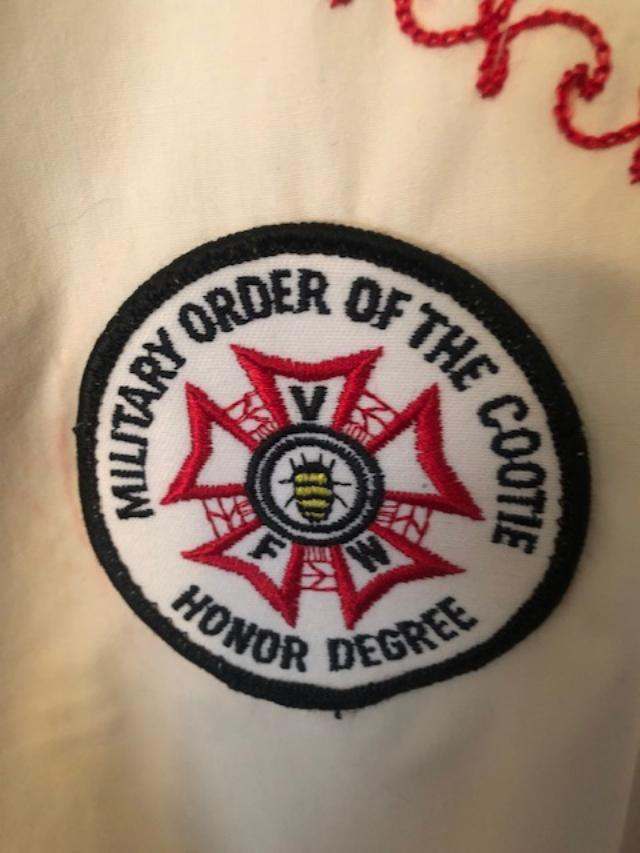 MILITARY ORDER OF THE COOTIE
V
F W
HONOR DEGREE